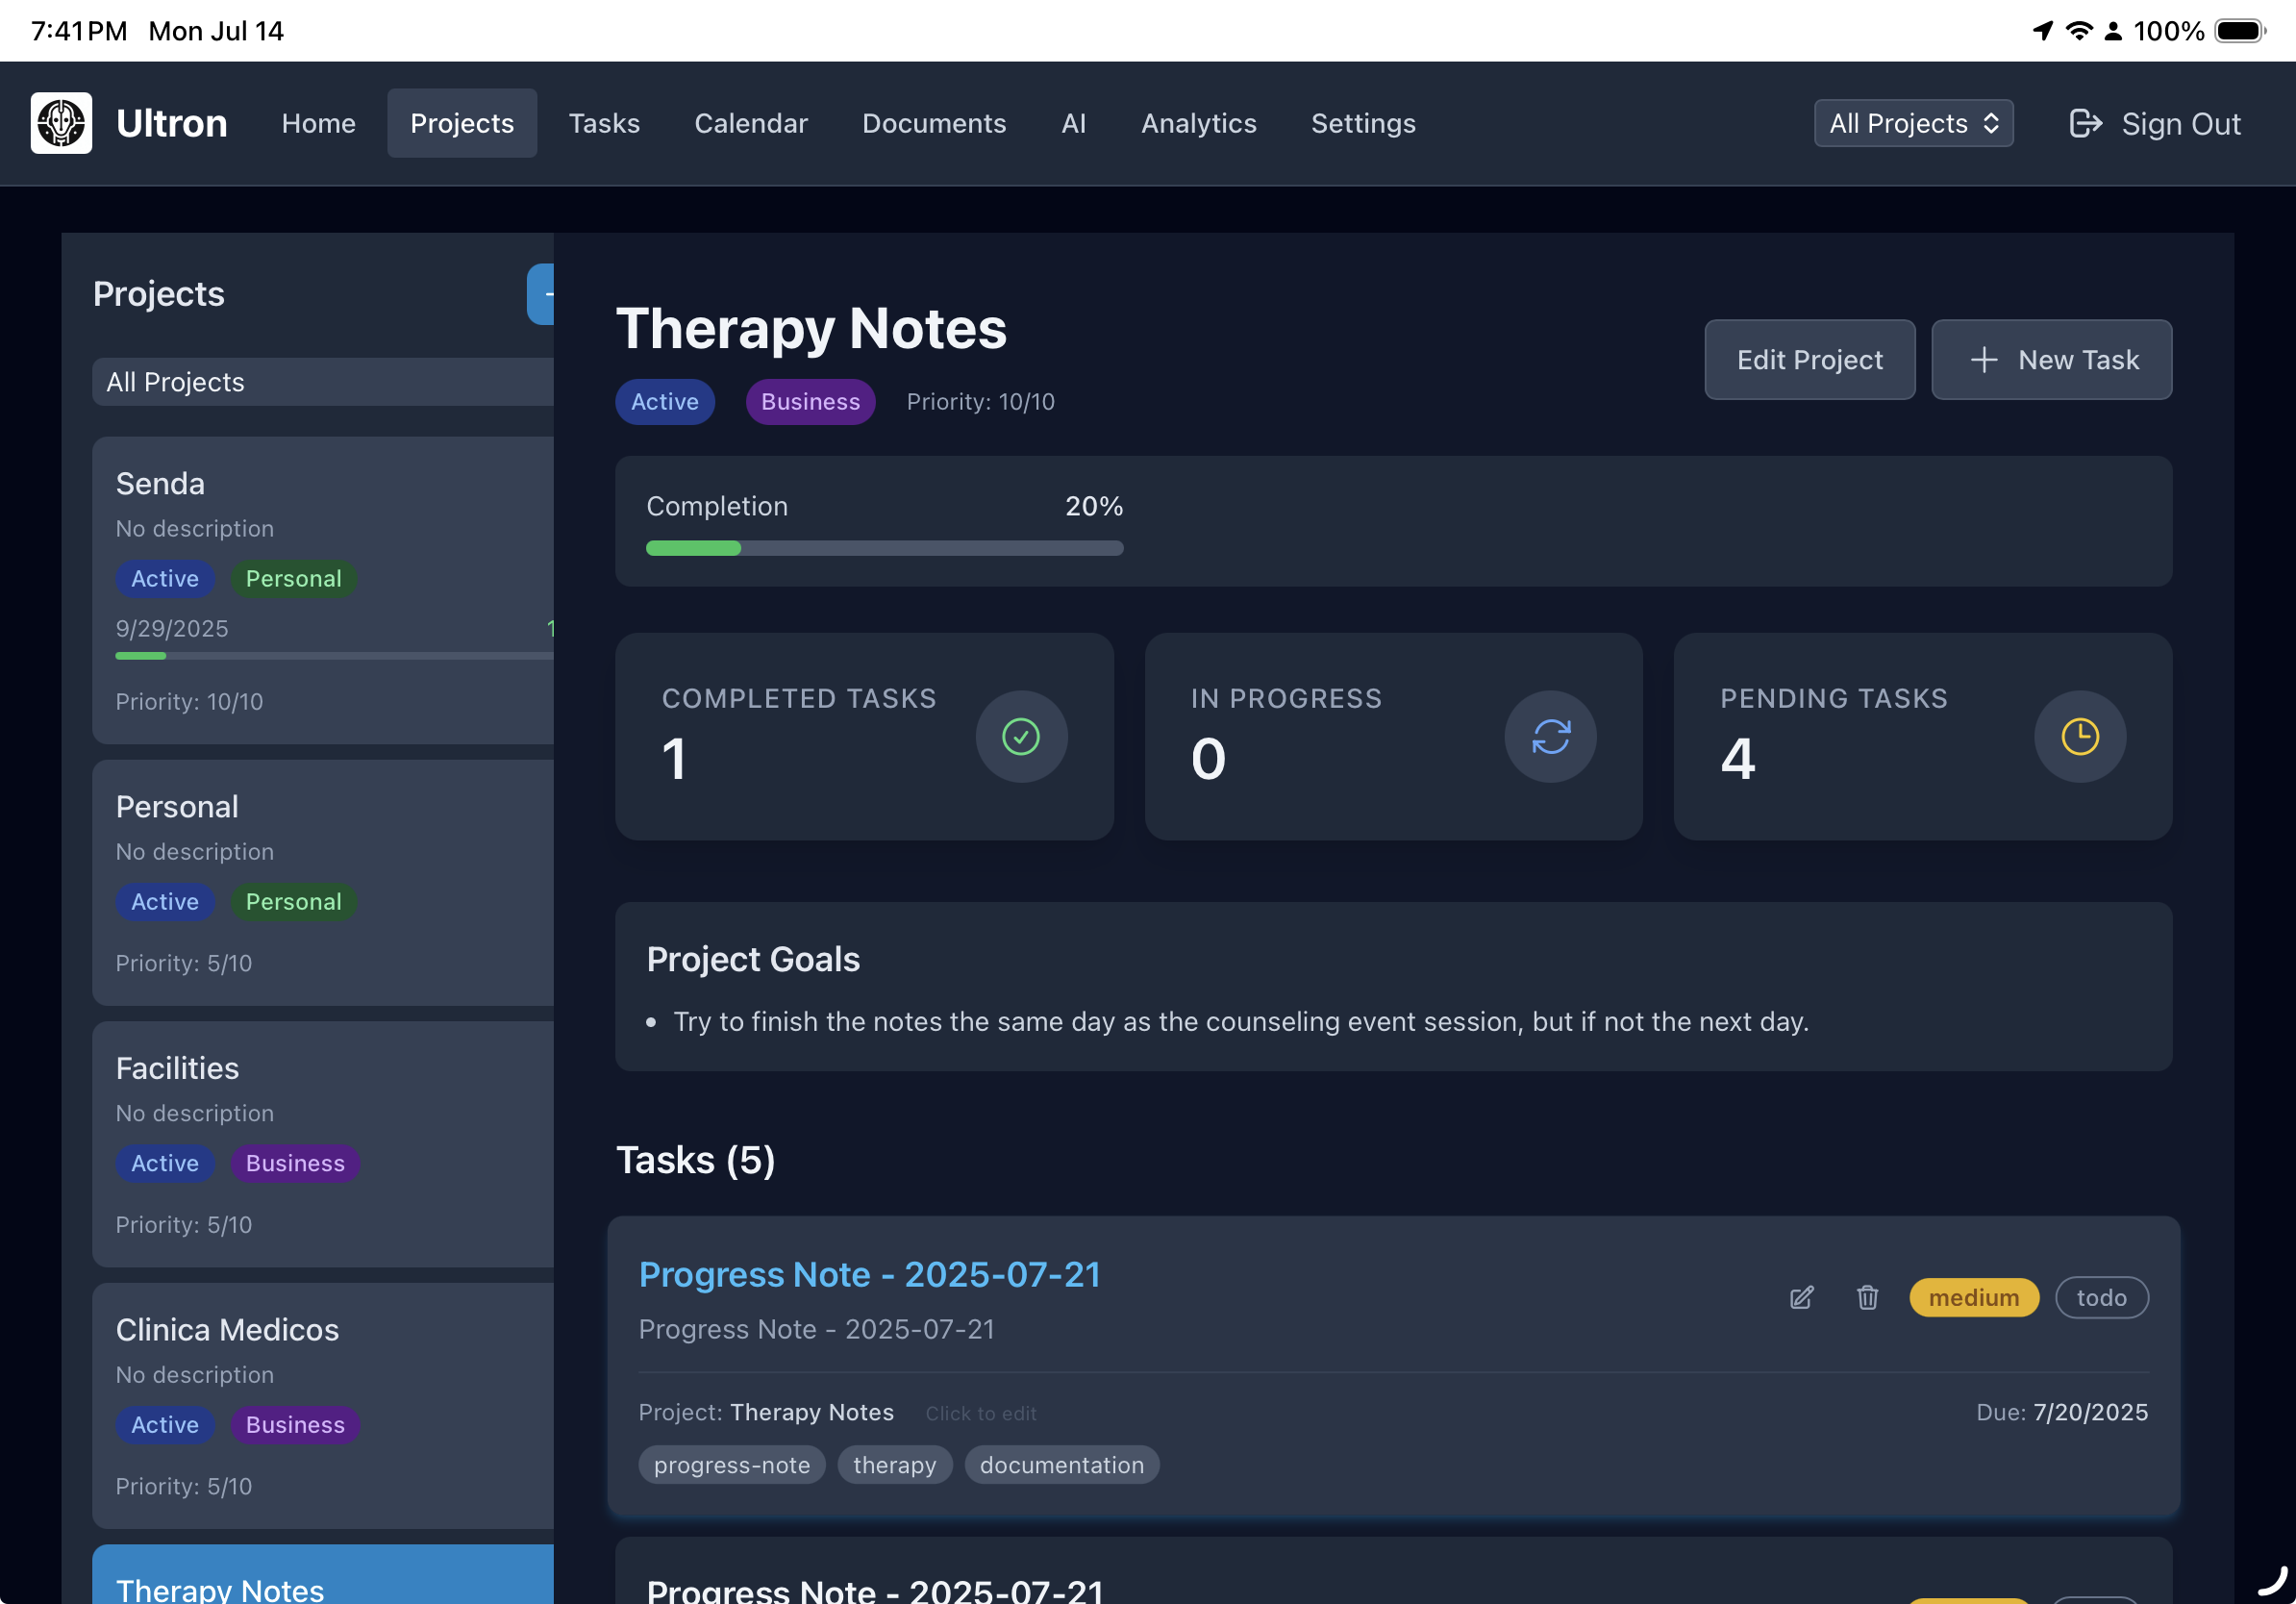 7:41 PM Mon Jul 14
100%
Ultron
Home
Projects
Tasks
Calendar
Documents
AI
Analytics
Settings
All Projects
Sign Out
Projects
All Projects
Senda
No description
Active Personal
9/29/2025
Priority: 10/10
Personal
No description
Active Personal
Priority: 5/10
Facilities
No description
Active Business
Priority: 5/10
Clinica Medicos
No description
Active Business
Priority: 5/10
Therapy Notes
Therapy Notes
Active Business Priority: 10/10
Edit Project
New Task
Completion 20%
COMPLETED TASKS
1
IN PROGRESS
0
PENDING TASKS
4
Project Goals
• Try to finish the notes the same day as the counseling event session, but if not the next day.
Tasks (5)
Progress Note - 2025-07-21
Progress Note - 2025-07-21
medium todo
Project: Therapy Notes Click to edit
Due: 7/20/2025
progress-note therapy documentation
Progress Note - 2025-07-21